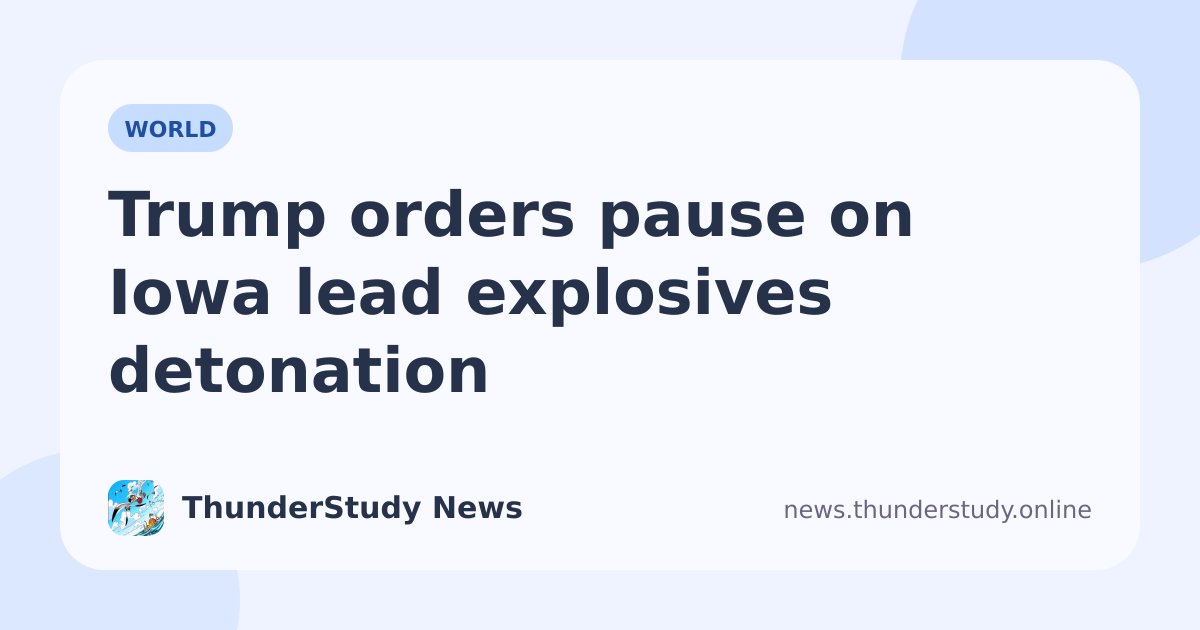 WORLD
Trump orders pause on
Iowa lead explosives
detonation
ThunderStudy News
news.thunderstudy.online